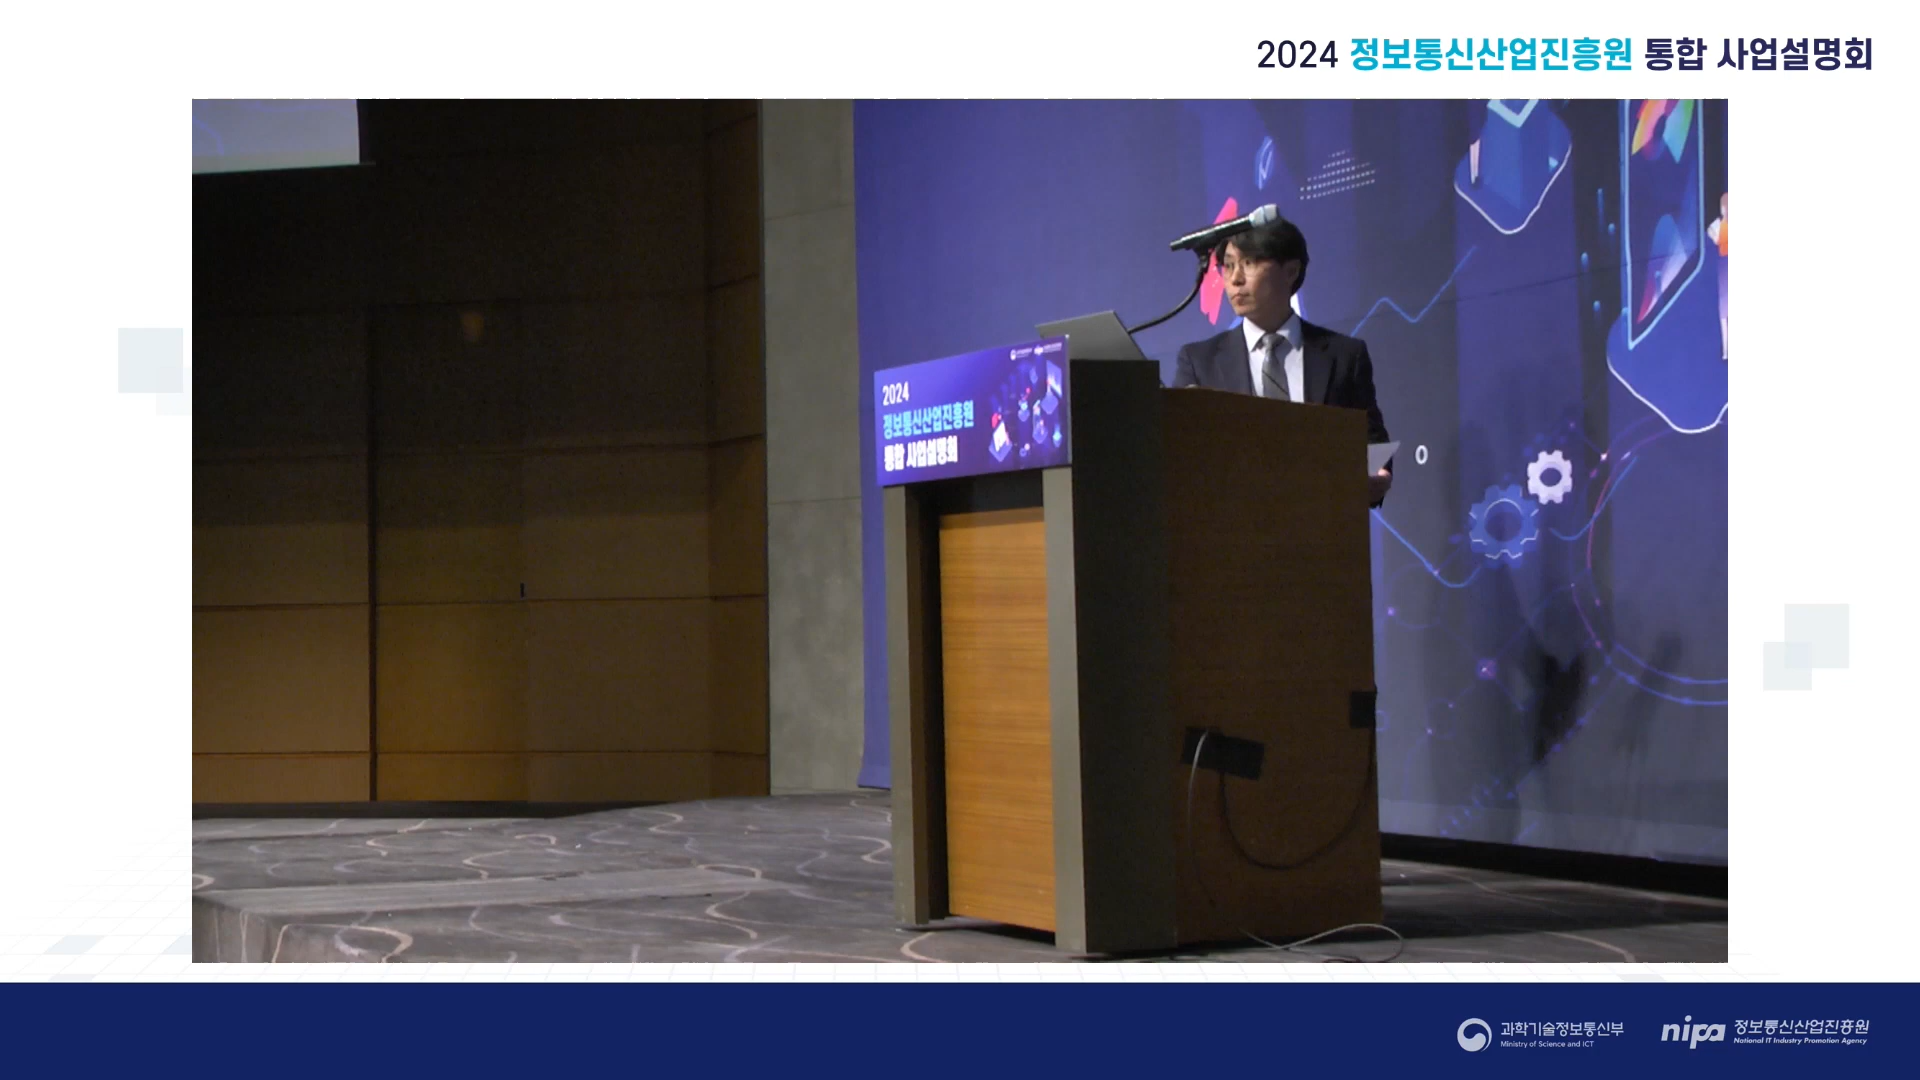 2024 정보통신산업진흥원 통합 사업설명회
2024
정보통신산업진흥원
통합 사업설명회
과학기술정보통신부
Ministry of Science and ICT
nipa 정보통신산업진흥원
National IT Industry Promotion Agency